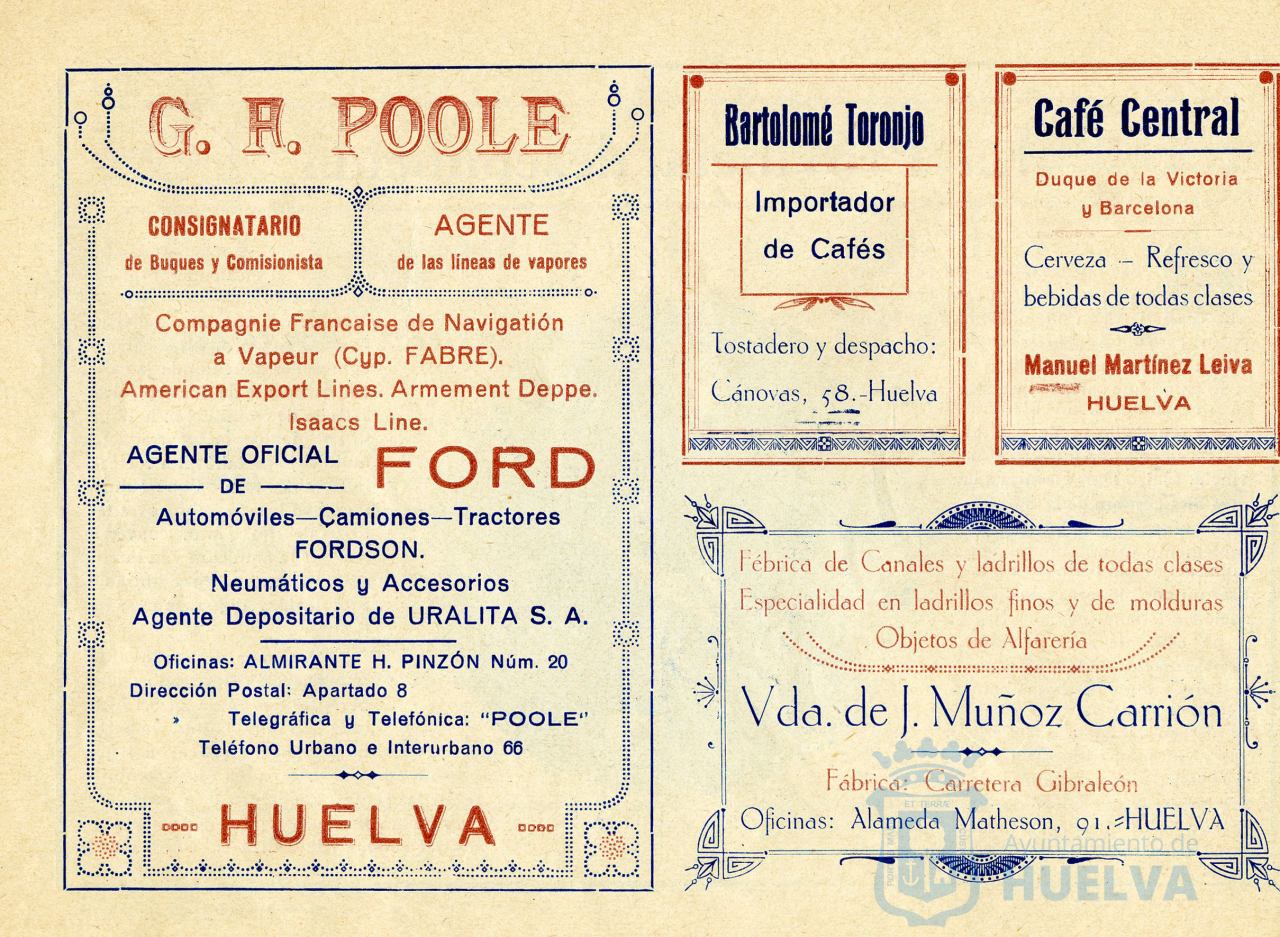 G. A. POOLE
CONSIGNATARIO
de Buques y Comisionista
AGENTE
de las líneas de vapores
Compagnie Francaise de Navigatión
a Vapeur (Cyp. FABRE).
American Export Lines. Armement Deppe.
Isaacs Line.
AGENTE OFICIAL
DE
FORD
Automóviles—Camiones—Tractores
FORDSON.
Neumáticos y Accesorios
Agente Depositario de URALITA S. A.
Oficinas: ALMIRANTE H. PINZÓN Núm. 20
Dirección Postal: Apartado 8
» Telegráfica y Telefónica: “POOLE“
Teléfono Urbano e Interurbano 66
HUELVA
Bartolomé Toronjo
Importador
de Cafés
Tostadero y despacho:
Cánovas, 58.-Huelva
Café Central
Duque de la Victoria
y Barcelona
Cerveza – Refresco y
bebidas de todas clases
Manuel Martínez Leiva
HUELVA
Fébrica de Canales y ladrillos de todas clases
Especialidad en ladrillos finos y de molduras
Objetos de Alfarería
Vda. de J. Muñoz Carrión
Fábrica: Carretera Gibraleón
Oficinas: Alameda Matheson, 91.=HUELVA
ET TERRÆ
Ayuntamiento de
HUELVA